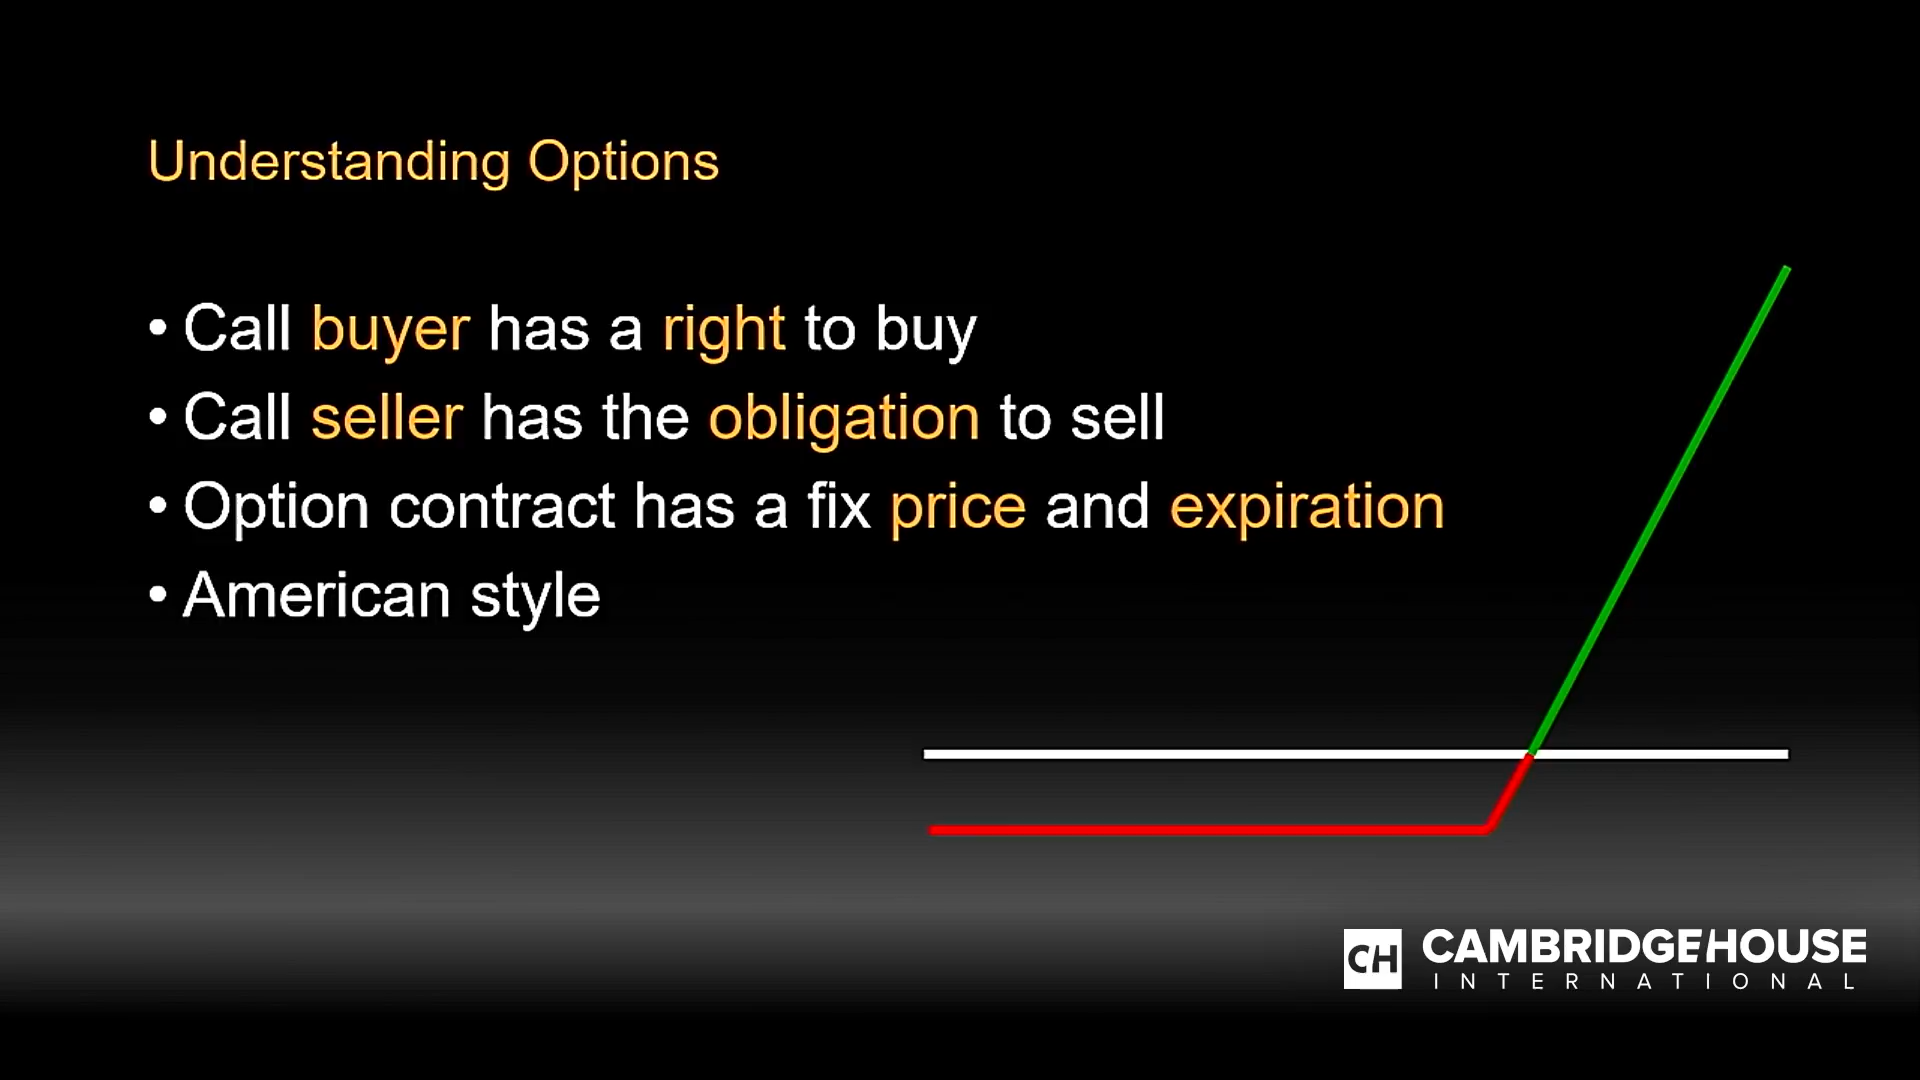 Understanding Options
• Call buyer has a right to buy
• Call seller has the obligation to sell
• Option contract has a fix price and expiration
• American style
CH CAMBRIDGEHOUSE
INTERNATIONAL